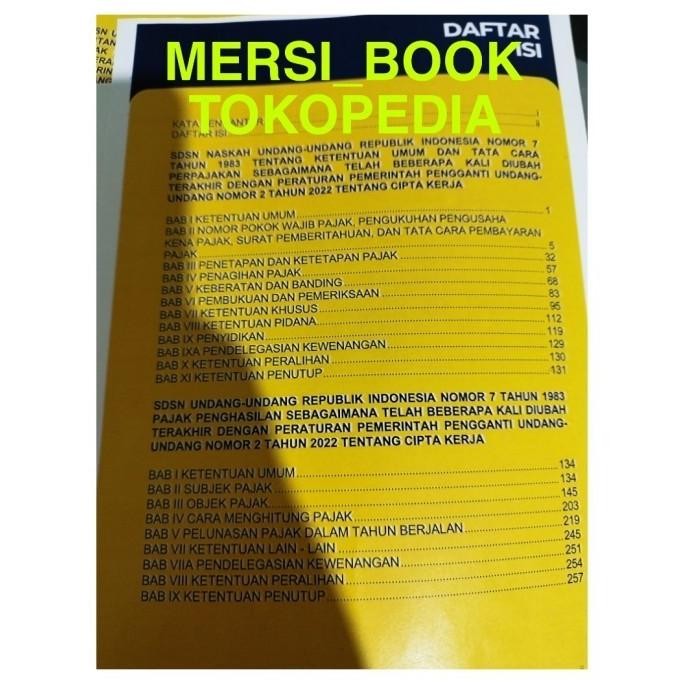 DAFTAR
ISI
MERSI_BOOK
TOKOPEDIA
KATA PENGANTAR i
DAFTAR ISI ii
SDSN NASKAH UNDANG-UNDANG REPUBLIK INDONESIA NOMOR 7
TAHUN 1983 TENTANG KETENTUAN UMUM DAN TATA CARA
PERPAJAKAN SEBAGAIMANA TELAH BEBERAPA KALI DIUBAH
TERAKHIR DENGAN PERATURAN PEMERINTAH PENGGANTI UNDANG-
UNDANG NOMOR 2 TAHUN 2022 TENTANG CIPTA KERJA
BAB I KETENTUAN UMUM 1
BAB II NOMOR POKOK WAJIB PAJAK, PENGUKUHAN PENGUSAHA
KENA PAJAK, SURAT PEMBERITAHUAN, DAN TATA CARA PEMBAYARAN
PAJAK 5
BAB III PENETAPAN DAN KETETAPAN PAJAK 32
BAB IV PENAGIHAN PAJAK 57
BAB V KEBERATAN DAN BANDING 68
BAB VI PEMBUKUAN DAN PEMERIKSAAN 83
BAB VII KETENTUAN KHUSUS 95
BAB VIII KETENTUAN PIDANA 112
BAB IX PENYIDIKAN 119
BAB IXA PENDELEGASIAN KEWENANGAN 129
BAB X KETENTUAN PERALIHAN 130
BAB XI KETENTUAN PENUTUP 131
SDSN UNDANG-UNDANG REPUBLIK INDONESIA NOMOR 7 TAHUN 1983
PAJAK PENGHASILAN SEBAGAIMANA TELAH BEBERAPA KALI DIUBAH
TERAKHIR DENGAN PERATURAN PEMERINTAH PENGGANTI UNDANG-
UNDANG NOMOR 2 TAHUN 2022 TENTANG CIPTA KERJA
BAB I KETENTUAN UMUM 134
BAB II SUBJEK PAJAK 134
BAB III OBJEK PAJAK 145
BAB IV CARA MENGHITUNG PAJAK 203
BAB V PELUNASAN PAJAK DALAM TAHUN BERJALAN 219
BAB VII KETENTUAN LAIN - LAIN 245
BAB VIIA PENDELEGASIAN KEWENANGAN 251
BAB VIII KETENTUAN PERALIHAN 254
BAB IX KETENTUAN PENUTUP 257